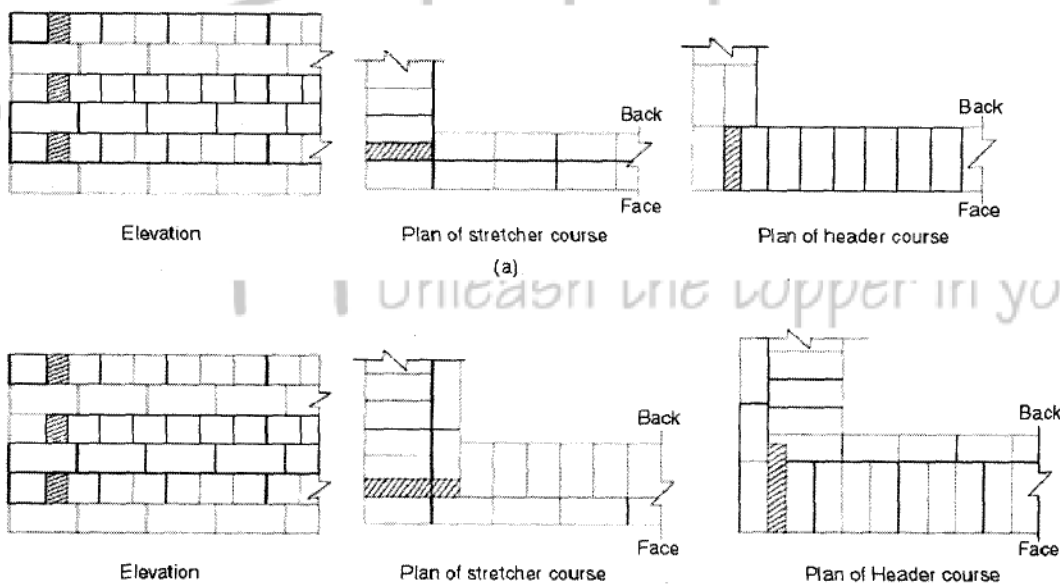 Back
Back
Face
Face
Elevation
Plan of stretcher course
Plan of header course
(a)
Unleash the topper in yo
Back
Back
Face
Face
Elevation
Plan of stretcher course
Plan of Header course